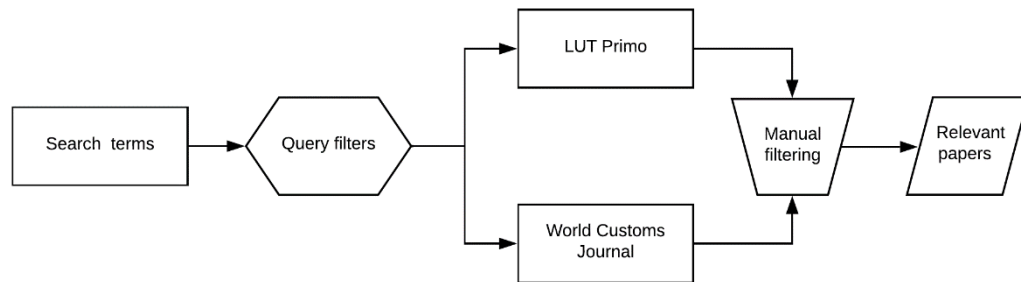 Search terms
Query filters
LUT Primo
World Customs
Journal
Manual
filtering
Relevant
papers